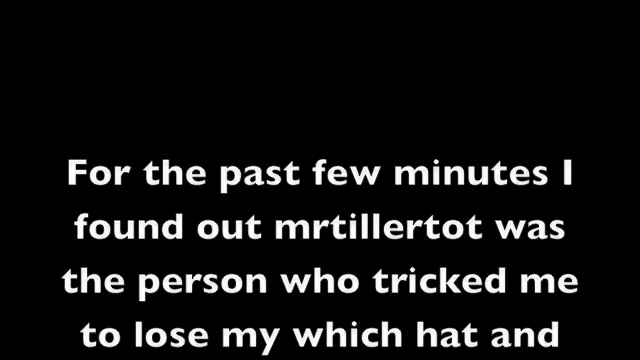 For the past few minutes I
found out mrtillertot was
the person who tricked me
to lose my which hat and